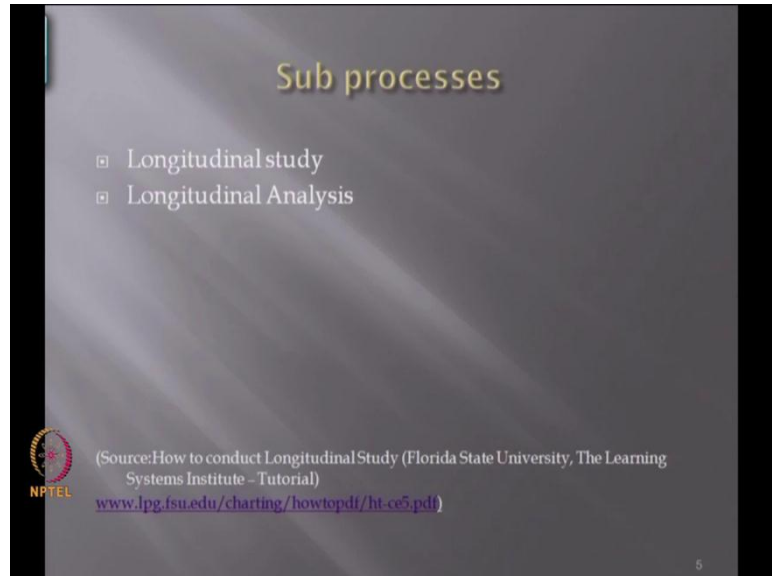 Sub processes
Longitudinal study
Longitudinal Analysis
(Source:How to conduct Longitudinal Study (Florida State University, The Learning
Systems Institute – Tutorial)
www.lpg.fsu.edu/charting/howtopdf/ht-ce5.pdf)
NPTEL
5